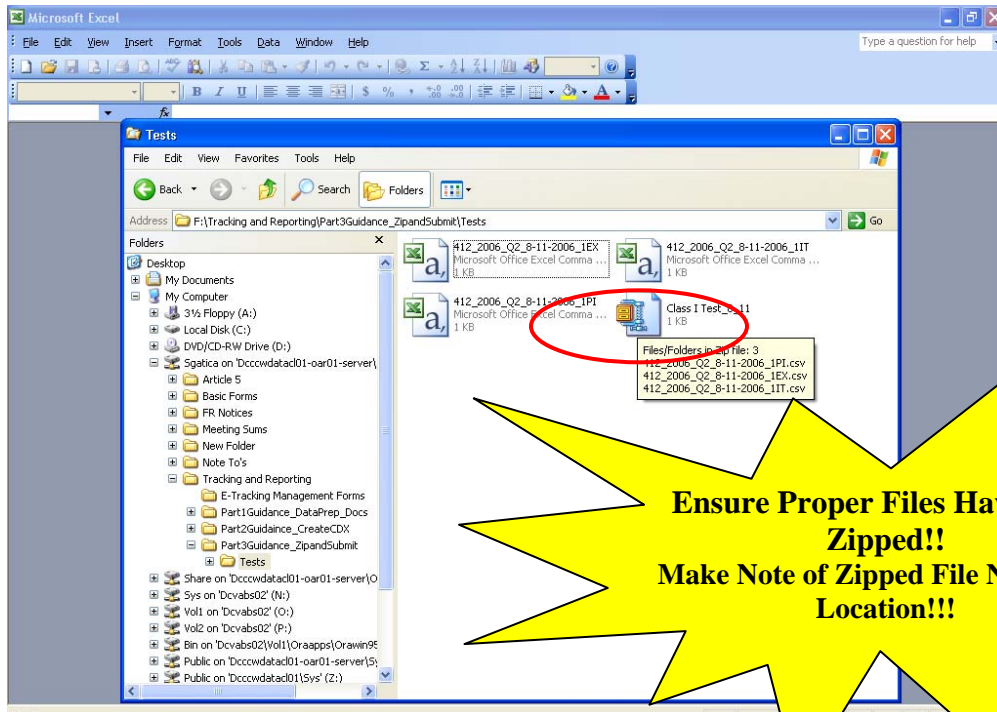 Microsoft Excel
File Edit View Insert Format Tools Data Window Help
Type a question for help
B I U $ %
fx
Tests
File Edit View Favorites Tools Help
Back Search Folders
Address F:\Tracking and Reporting\Part3Guidance_ZipandSubmit\Tests Go
Folders x
Desktop
My Documents
My Computer
3½ Floppy (A:)
Local Disk (C:)
DVD/CD-RW Drive (D:)
Sgatica on 'Dcccwdatacl01-oar01-server\
Article 5
Basic Forms
FR Notices
Meeting Sums
New Folder
Note To's
Tracking and Reporting
E-Tracking Management Forms
Part1Guidance_DataPrep_Docs
Part2Guidaince_CreateCDX
Part3Guidance_ZipandSubmit
Tests
Share on 'Dcccwdatacl01-oar01-server\O
Sys on 'Dcvabs02' (N:)
Vol1 on 'Dcvabs02' (O:)
Vol2 on 'Dcvabs02' (P:)
Bin on 'Dcvabs02\Vol1\Oraapps\Orawin95
Public on 'Dcccwdatacl01-oar01-server\Sy
Public on 'Dcccwdatacl01\Sys' (Z:)
412_2006_Q2_8-11-2006_1EX
Microsoft Office Excel Comma ...
1 KB
412_2006_Q2_8-11-2006_1IT
Microsoft Office Excel Comma ...
1 KB
412_2006_Q2_8-11-2006_1PI
Microsoft Office Excel Comma ...
1 KB
Class I Test_8_11
1 KB
Files/Folders in Zip file: 3
412_2006_Q2_8-11-2006_1PI.csv
412_2006_Q2_8-11-2006_1EX.csv
412_2006_Q2_8-11-2006_1IT.csv
Ensure Proper Files Hav
Zipped!!
Make Note of Zipped File N
Location!!!